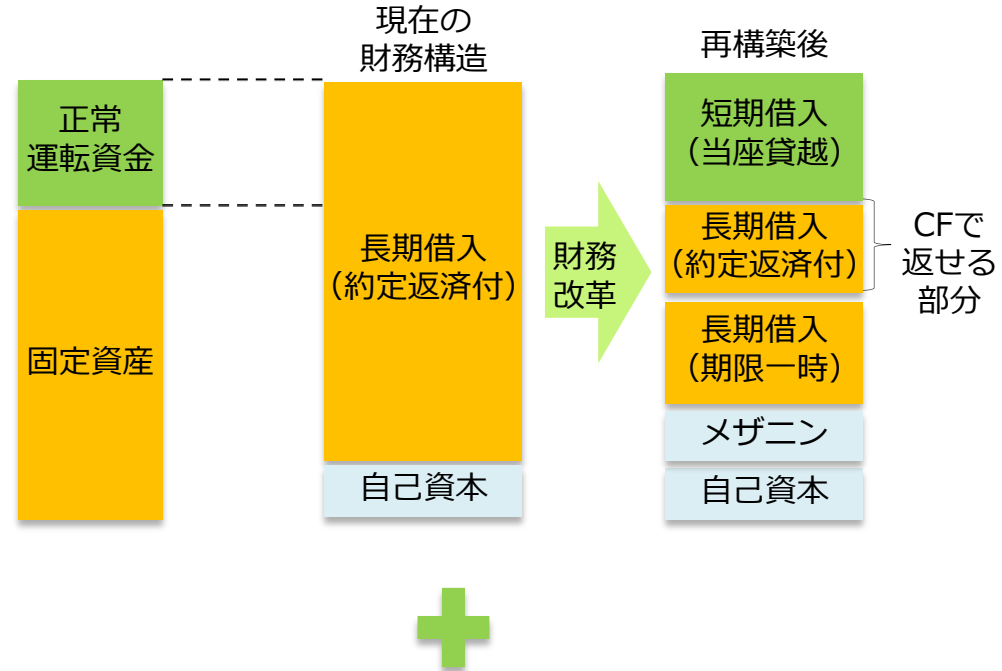 現在の
財務構造
再構築後
正常
運転資金
固定資産
長期借入
（約定返済付）
自己資本
財務
改革
短期借入
（当座貸越）
長期借入
（約定返済付）
長期借入
（期限一時）
メザニン
自己資本
CFで
返せる
部分